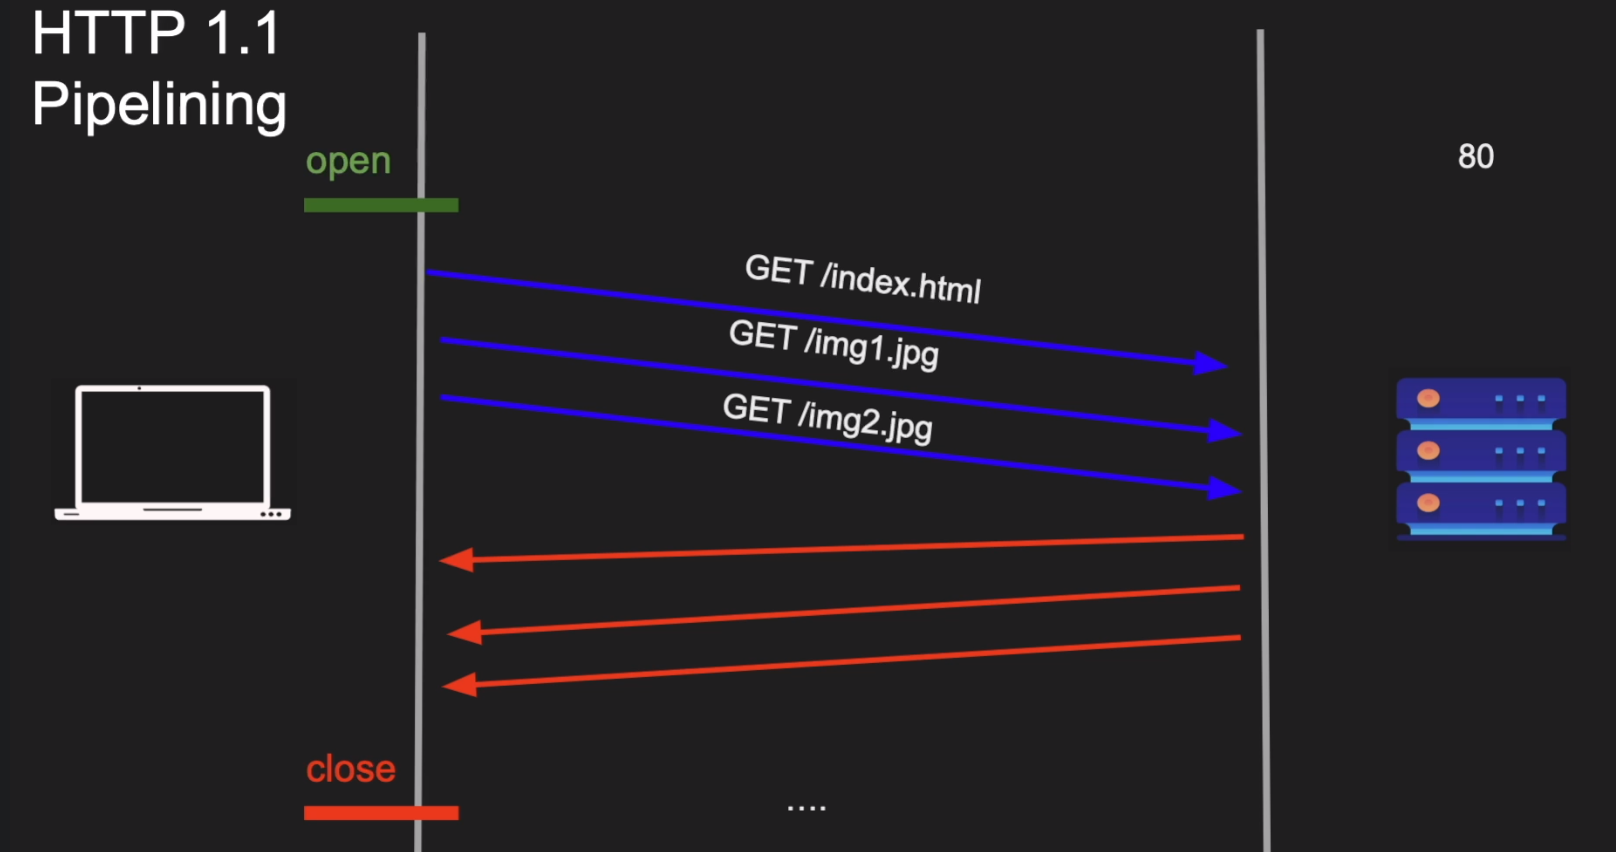 HTTP 1.1
Pipelining
open
80
GET /index.html
GET /img1.jpg
GET /img2.jpg
close
....